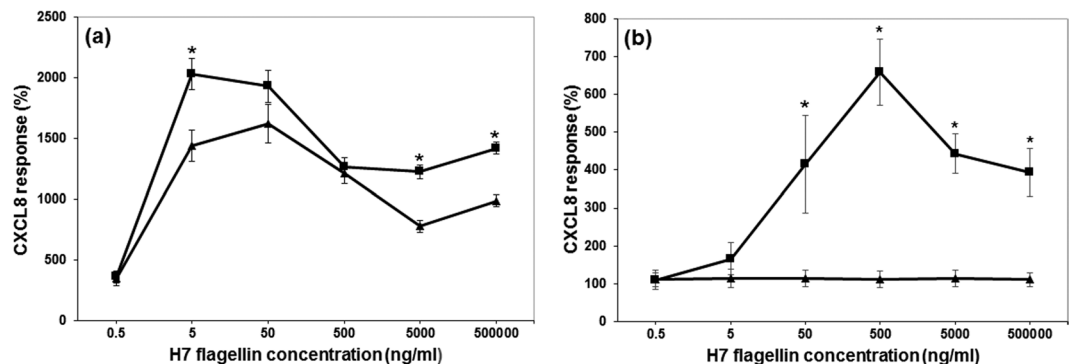 (a)
CXCL8 response (%)
2500
2000
1500
1000
500
0
*
*
*
0.5 5 50 500 5000 500000
H7 flagellin concentration (ng/ml)
(b)
CXCL8 response (%)
800
700
600
500
400
300
200
100
0
*
*
*
*
0.5 5 50 500 5000 500000
H7 flagellin concentration (ng/ml)